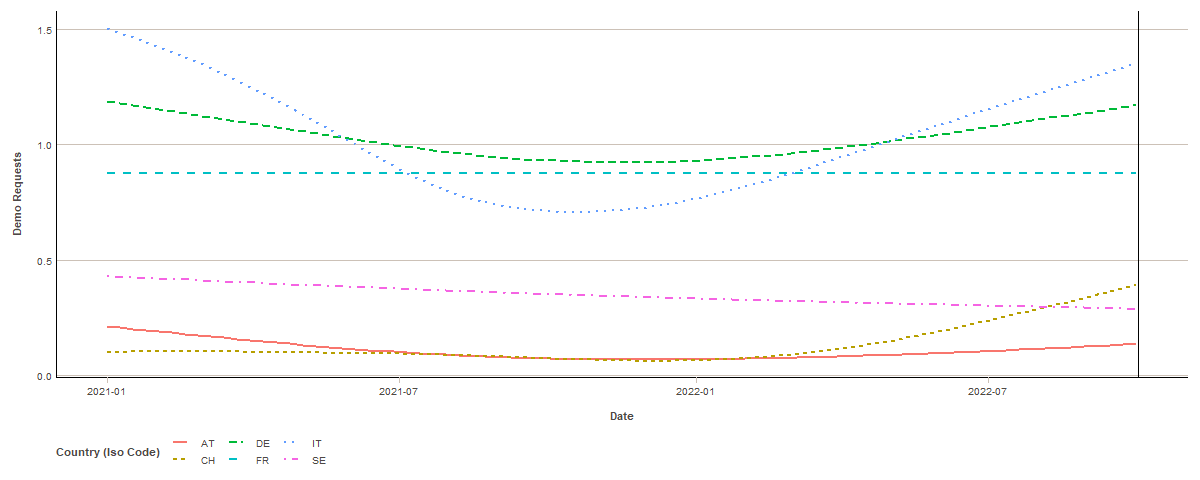 1.5
1.0
0.5
0.0
Demo Requests
2021-01 2021-07 2022-01 2022-07
Date
Country (Iso Code)
AT DE IT
CH FR SE